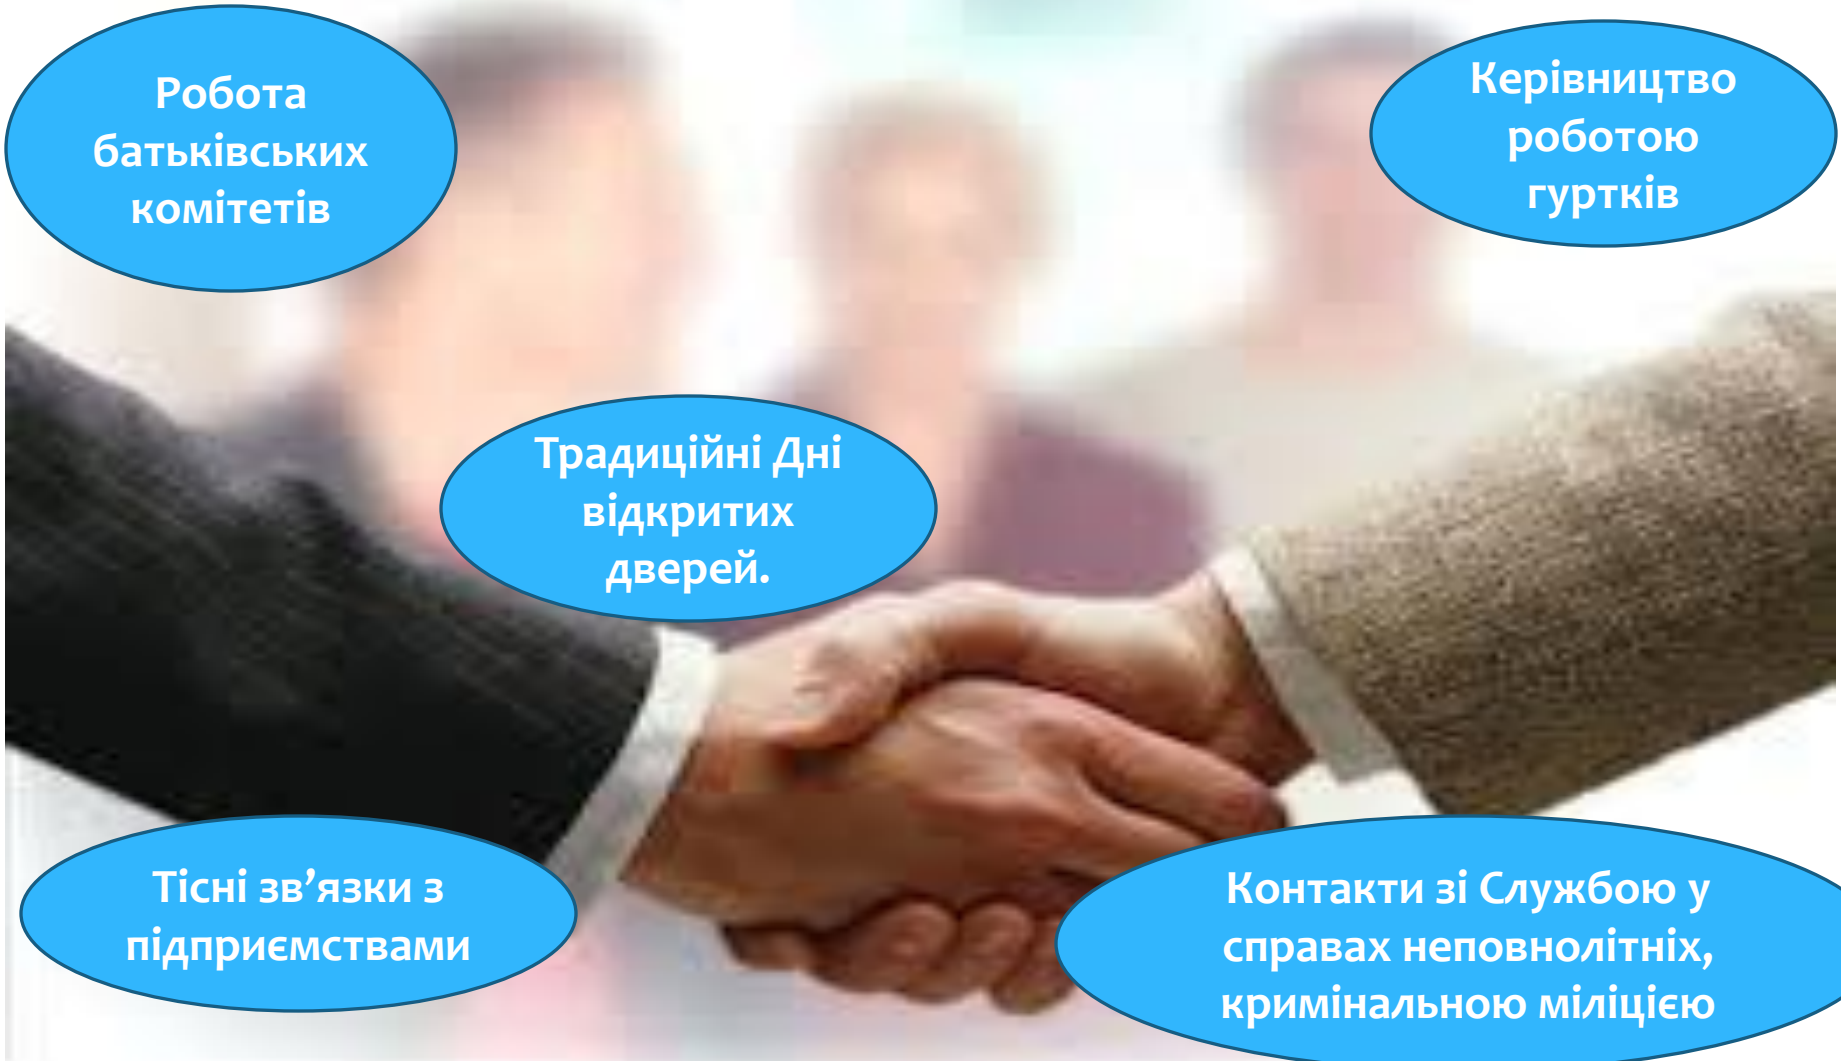 Робота
батьківських
комітетів
Керівництво
роботою
гуртків
Традиційні Дні
відкритих
дверей.
Тісні зв’язки з
підприємствами
Контакти зі Службою у
справах неповнолітніх,
кримінальною міліцією